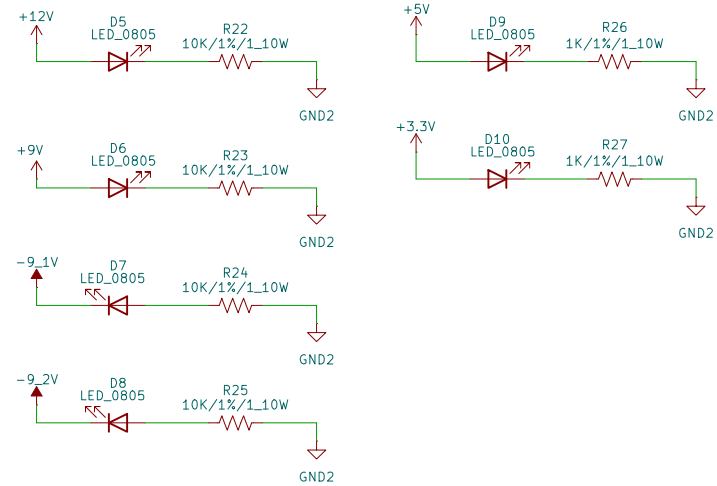 +12V
D5
LED_0805
R22
10K/1%/1_10W
GND2
+9V
D6
LED_0805
R23
10K/1%/1_10W
GND2
-9_1V
D7
LED_0805
R24
10K/1%/1_10W
GND2
-9_2V
D8
LED_0805
R25
10K/1%/1_10W
GND2
+5V
D9
LED_0805
R26
1K/1%/1_10W
GND2
+3.3V
D10
LED_0805
R27
1K/1%/1_10W
GND2